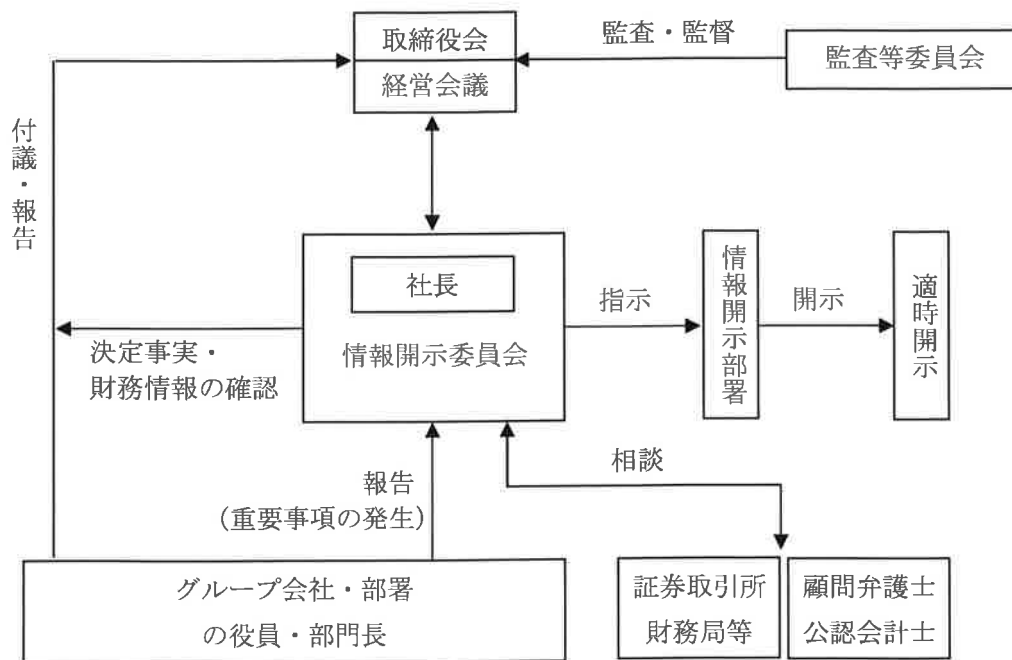 取締役会
経営会議
監査・監督
監査等委員会
付議・報告
社長
情報開示委員会
指示
情報開示部署
開示
適時開示
決定事実・
財務情報の確認
相談
報告
（重要事項の発生）
グループ会社・部署
の役員・部門長
証券取引所
財務局等
顧問弁護士
公認会計士